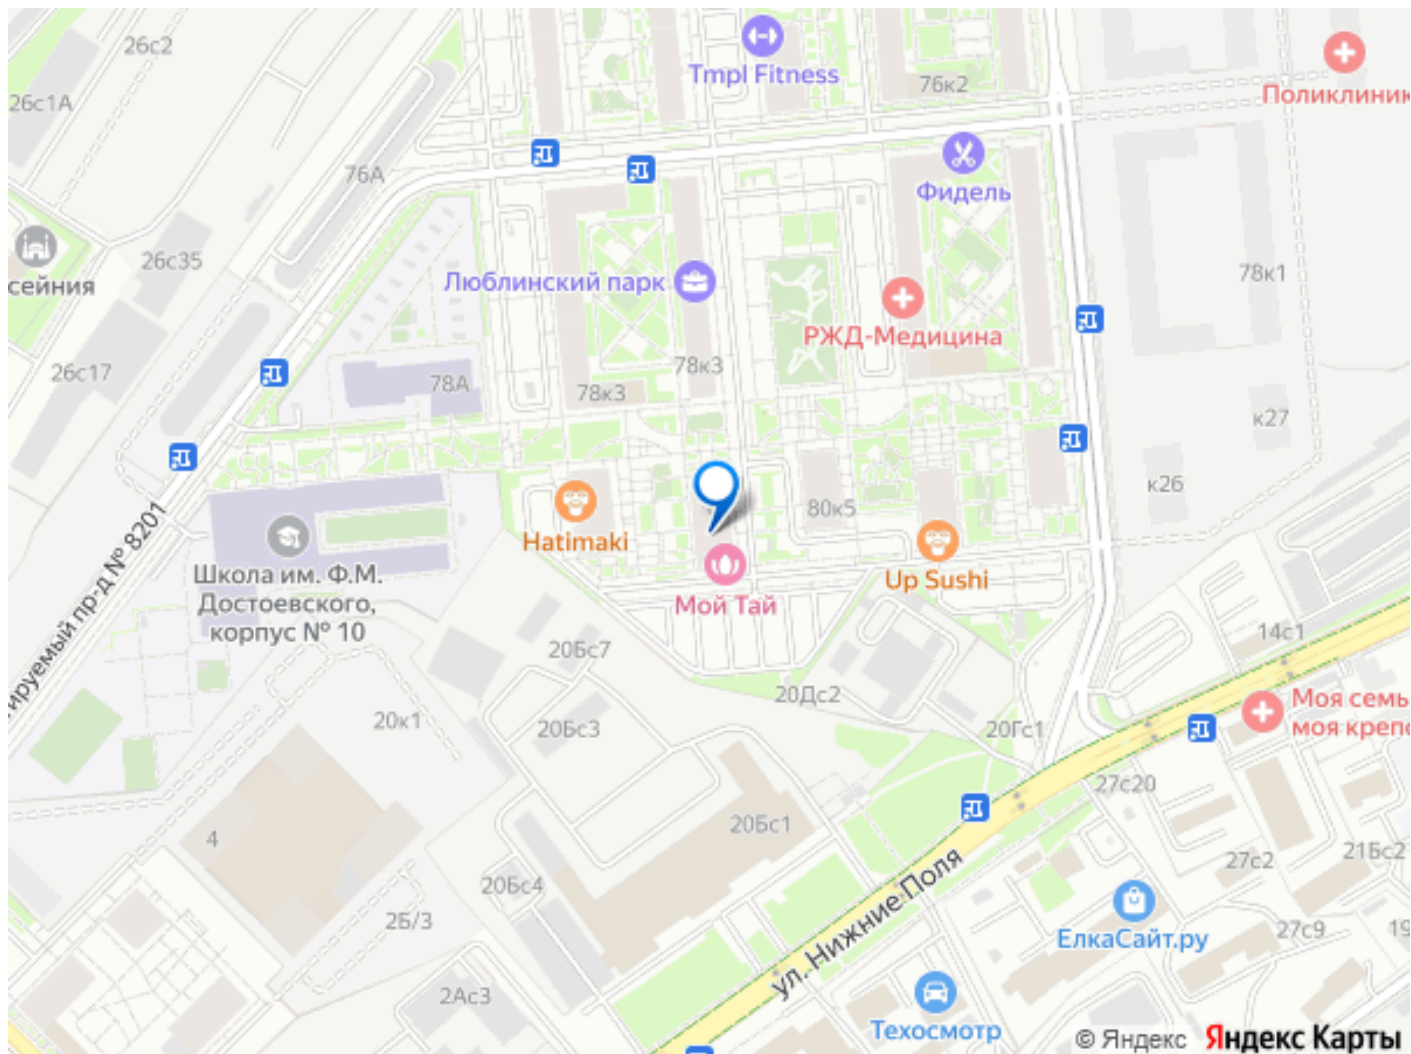 26с2
Tmpl Fitness
76к2
26с1А
Поликлиник
76А
Фидель
26с35
сейния
Люблинский парк
78к1
РЖД-Медицина
26с17
78А
78к3
78к3
к27
к26
80к5
Hatimaki
Up Sushi
ируемый пр-д № 8201
Школа им. Ф.М.
Достоевского,
корпус № 10
Мой Тай
14с1
20Бс7
20Дс2
20к1
20Бс3
20Гс1
Моя семь
моя крепо
27с20
4
20Бс1
21Бс2
27с2
20Бс4
2Б/3
ул. Нижние Поля
ЕлкаСайт.ру
27с9
19
2Ас3
Техосмотр
© Яндекс Яндекс Карты